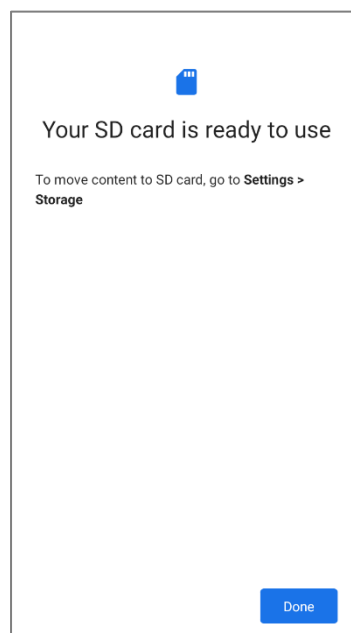 Your SD card is ready to use
To move content to SD card, go to Settings >
Storage
Done